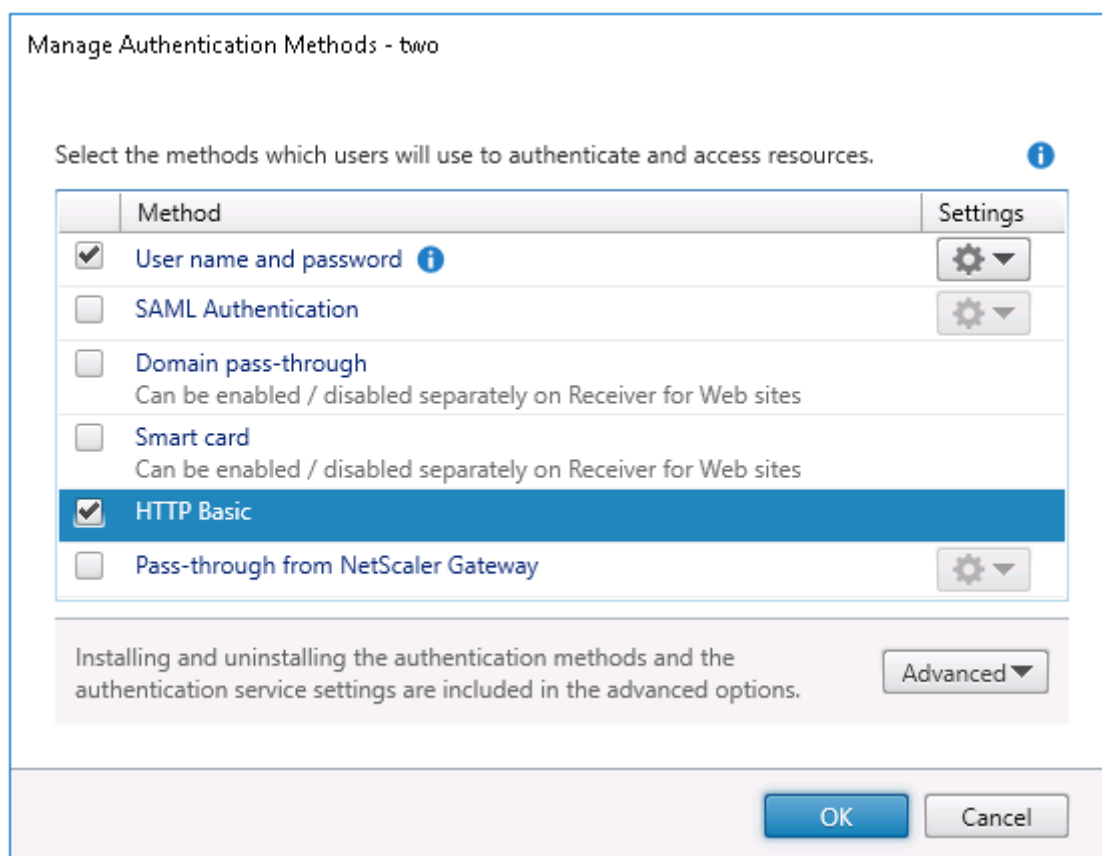 Manage Authentication Methods - two
Select the methods which users will use to authenticate and access resources.
Method Settings
User name and password
SAML Authentication
Domain pass-through
Can be enabled / disabled separately on Receiver for Web sites
Smart card
Can be enabled / disabled separately on Receiver for Web sites
HTTP Basic
Pass-through from NetScaler Gateway
Installing and uninstalling the authentication methods and the
authentication service settings are included in the advanced options.
Advanced
OK Cancel